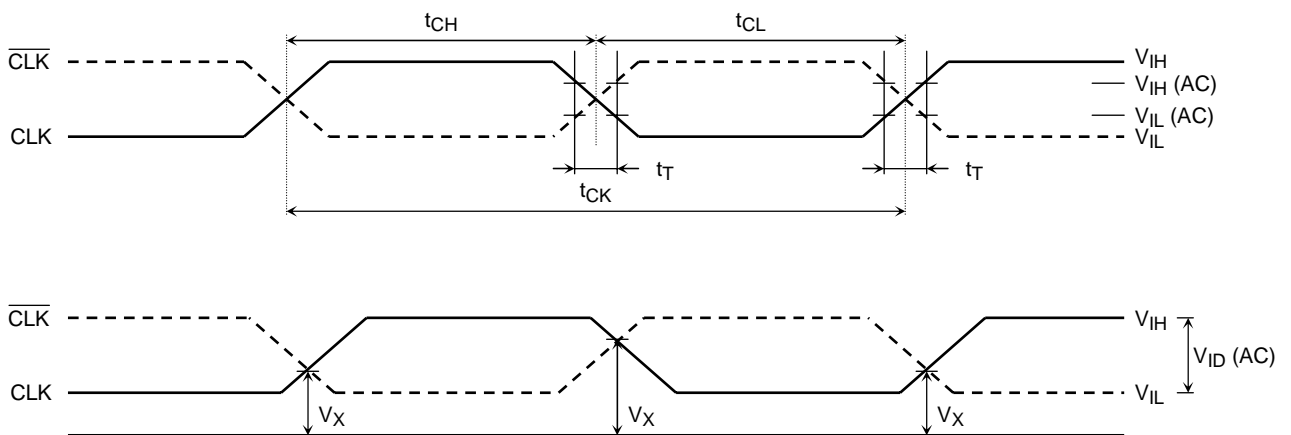 tCH tCL
CLK VIH
VIH (AC)
VIL (AC)
CLK VIL
tT tT
tCK
CLK VIH
VID (AC)
CLK VIL
VX VX VX